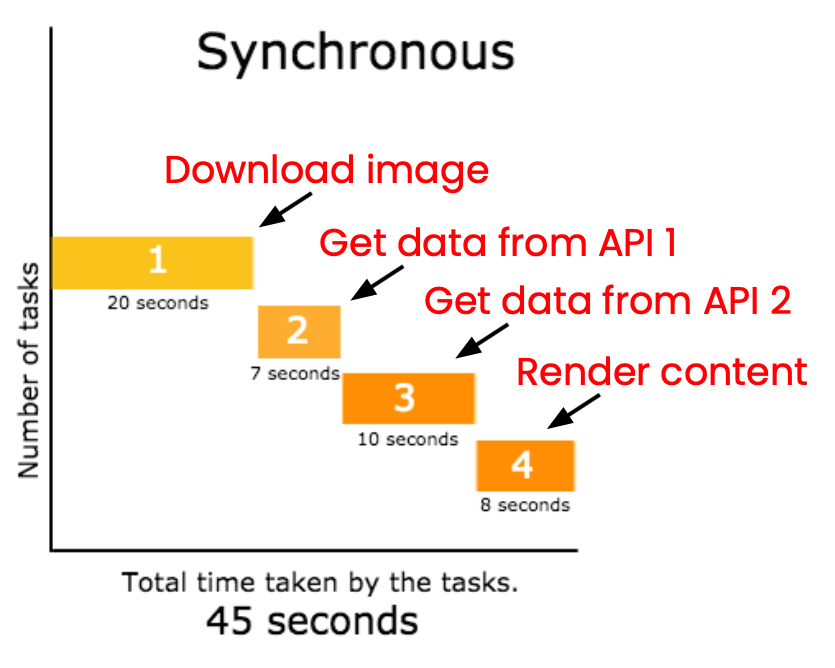 Synchronous
Download image
1
Get data from API 1
20 seconds
2
Get data from API 2
7 seconds
3
Render content
10 seconds
4
8 seconds
Number of tasks
Total time taken by the tasks.
45 seconds